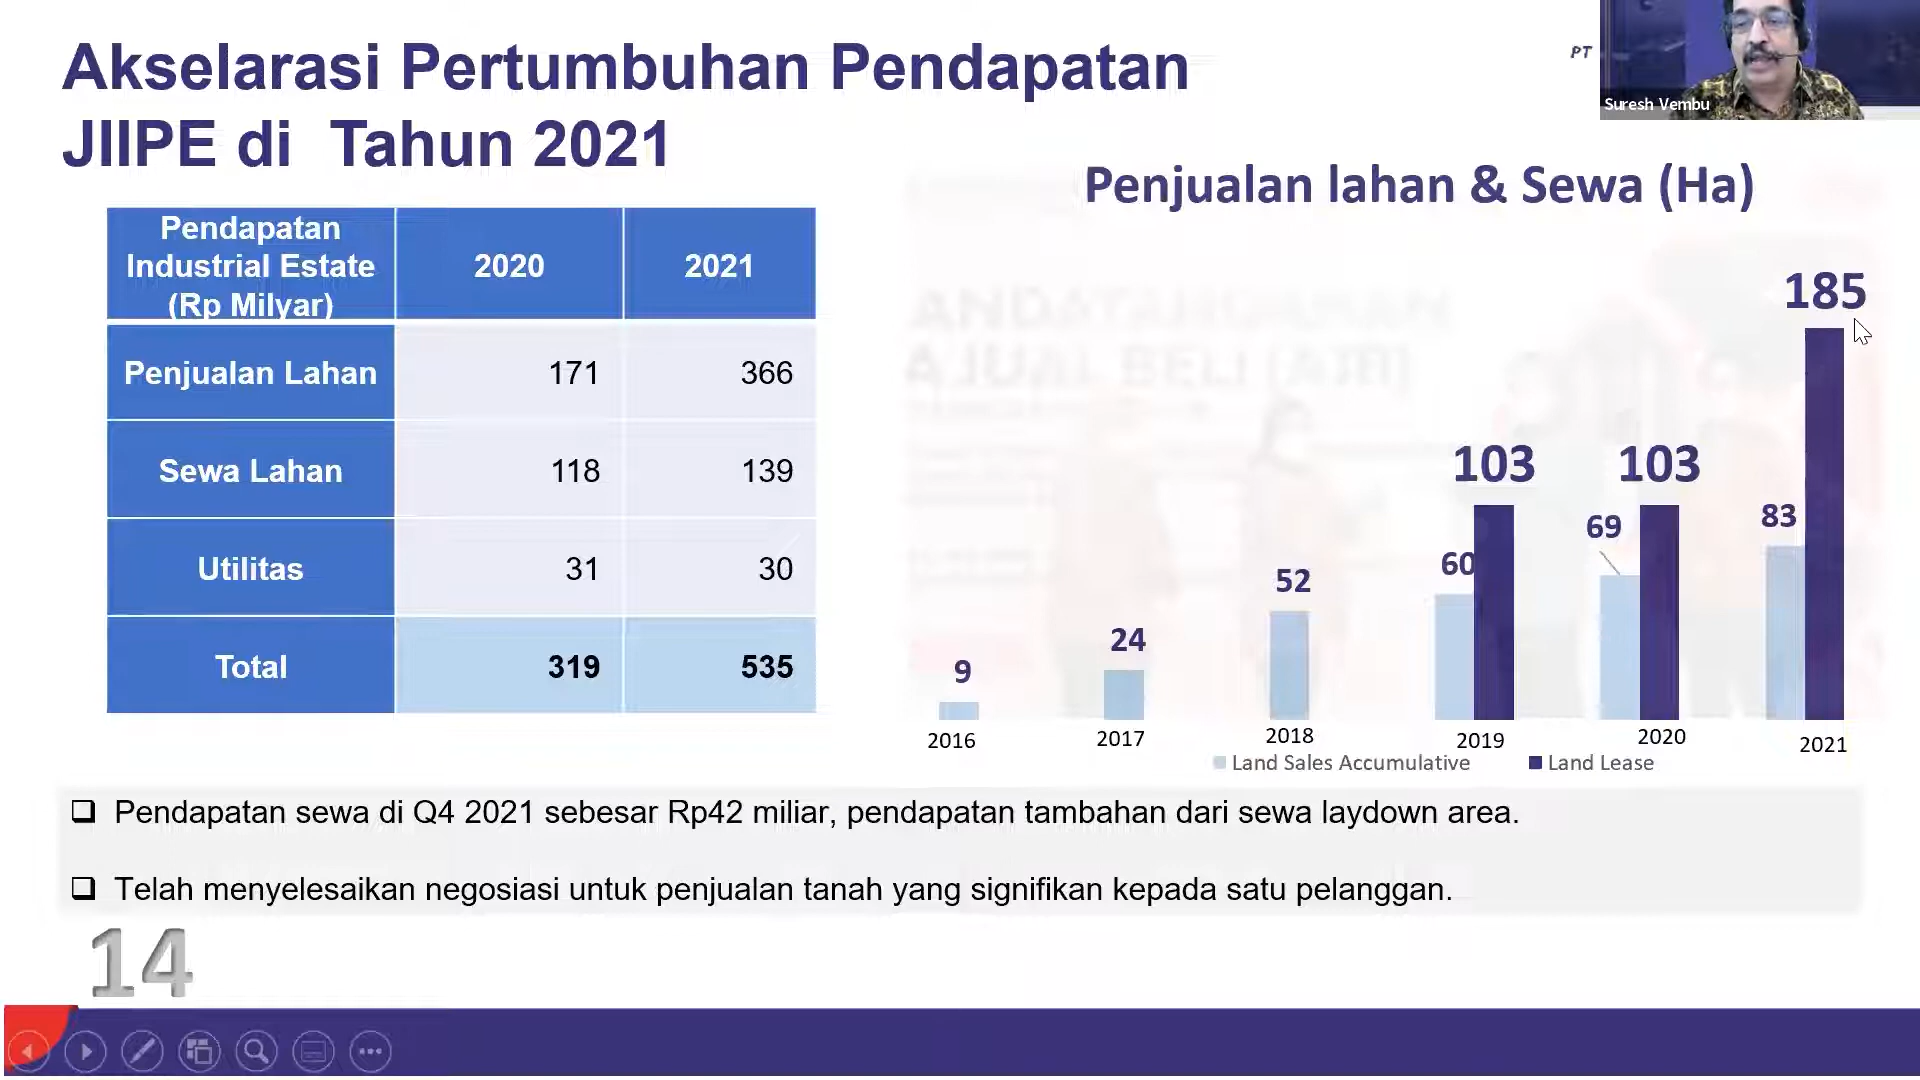 Akselarasi Pertumbuhan Pendapatan
JIIPE di Tahun 2021
PT
Suresh Vembu
Pendapatan
Industrial Estate
(Rp Milyar)
2020
2021
Penjualan Lahan
171
366
Sewa Lahan
118
139
Utilitas
31
30
Total
319
535
Penjualan lahan & Sewa (Ha)
ANDATANGANAN
A JUAL BELI (AJB)
185
103
103
83
69
60
52
24
9
2016
2017
2018
2019
2020
2021
Land Sales Accumulative
Land Lease
Pendapatan sewa di Q4 2021 sebesar Rp42 miliar, pendapatan tambahan dari sewa laydown area.
Telah menyelesaikan negosiasi untuk penjualan tanah yang signifikan kepada satu pelanggan.
14